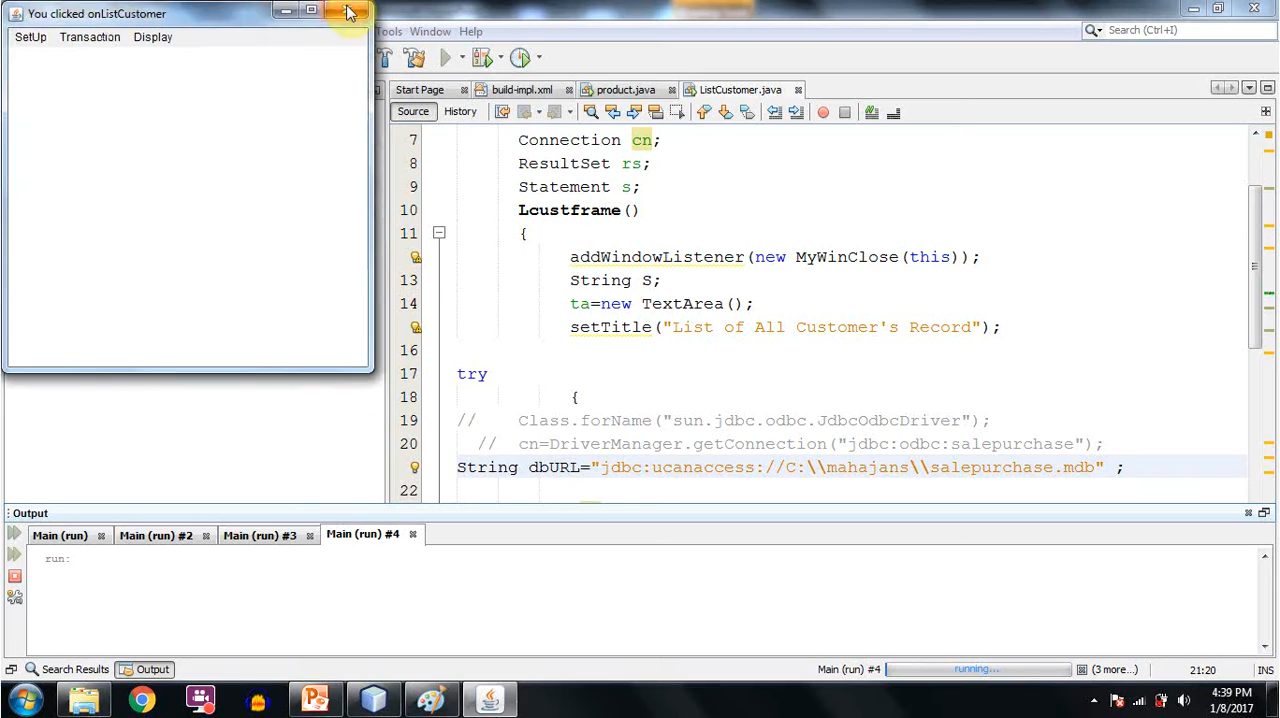 You clicked onListCustomer
SetUp Transaction Display
Tools Window Help
Search (Ctrl+I)
Start Page build-impl.xml product.java ListCustomer.java
Source History
7 Connection cn;
8 ResultSet rs;
9 Statement s;
10 Lcustframe()
11 {
addWindowListener(new MyWinClose(this));
13 String S;
14 ta=new TextArea();
setTitle("List of All Customer's Record");
16
17 try
18 {
19 // Class.forName("sun.jdbc.odbc.JdbcOdbcDriver");
20 // cn=DriverManager.getConnection("jdbc:odbc:salepurchase");
String dbURL="jdbc:ucanaccess://C:\\mahajans\\salepurchase.mdb" ;
22
Output
Main (run) Main (run) #2 Main (run) #3 Main (run) #4
run:
Search Results Output
Main (run) #4 running... (3 more...) 21:20 INS
4:39 PM
1/8/2017